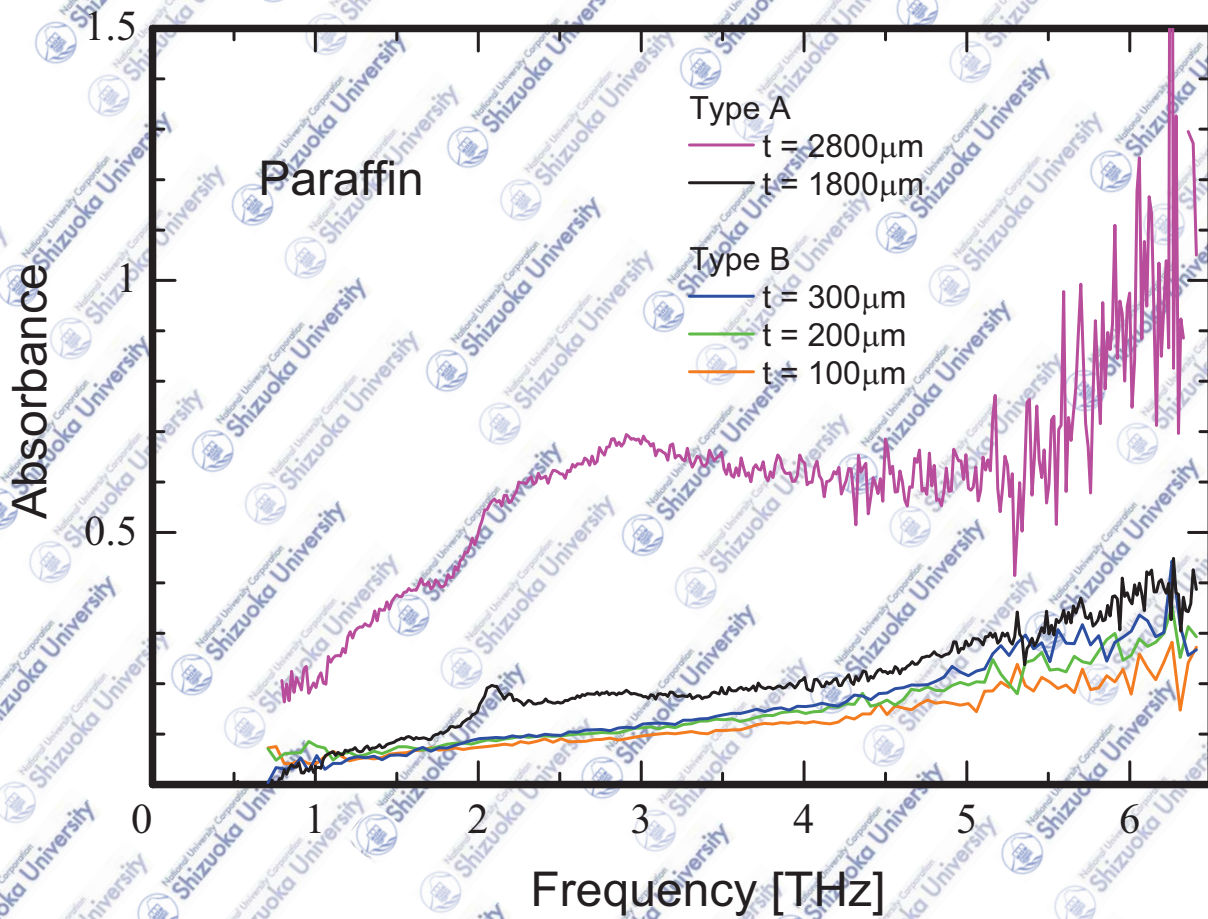 1.5
1
0.5
0
1
2
3
4
5
6
Absorbance
Frequency [THz]
Paraffin
Type A
t = 2800μm
t = 1800μm
Type B
t = 300μm
t = 200μm
t = 100μm
National University Corporation
Shizuoka University